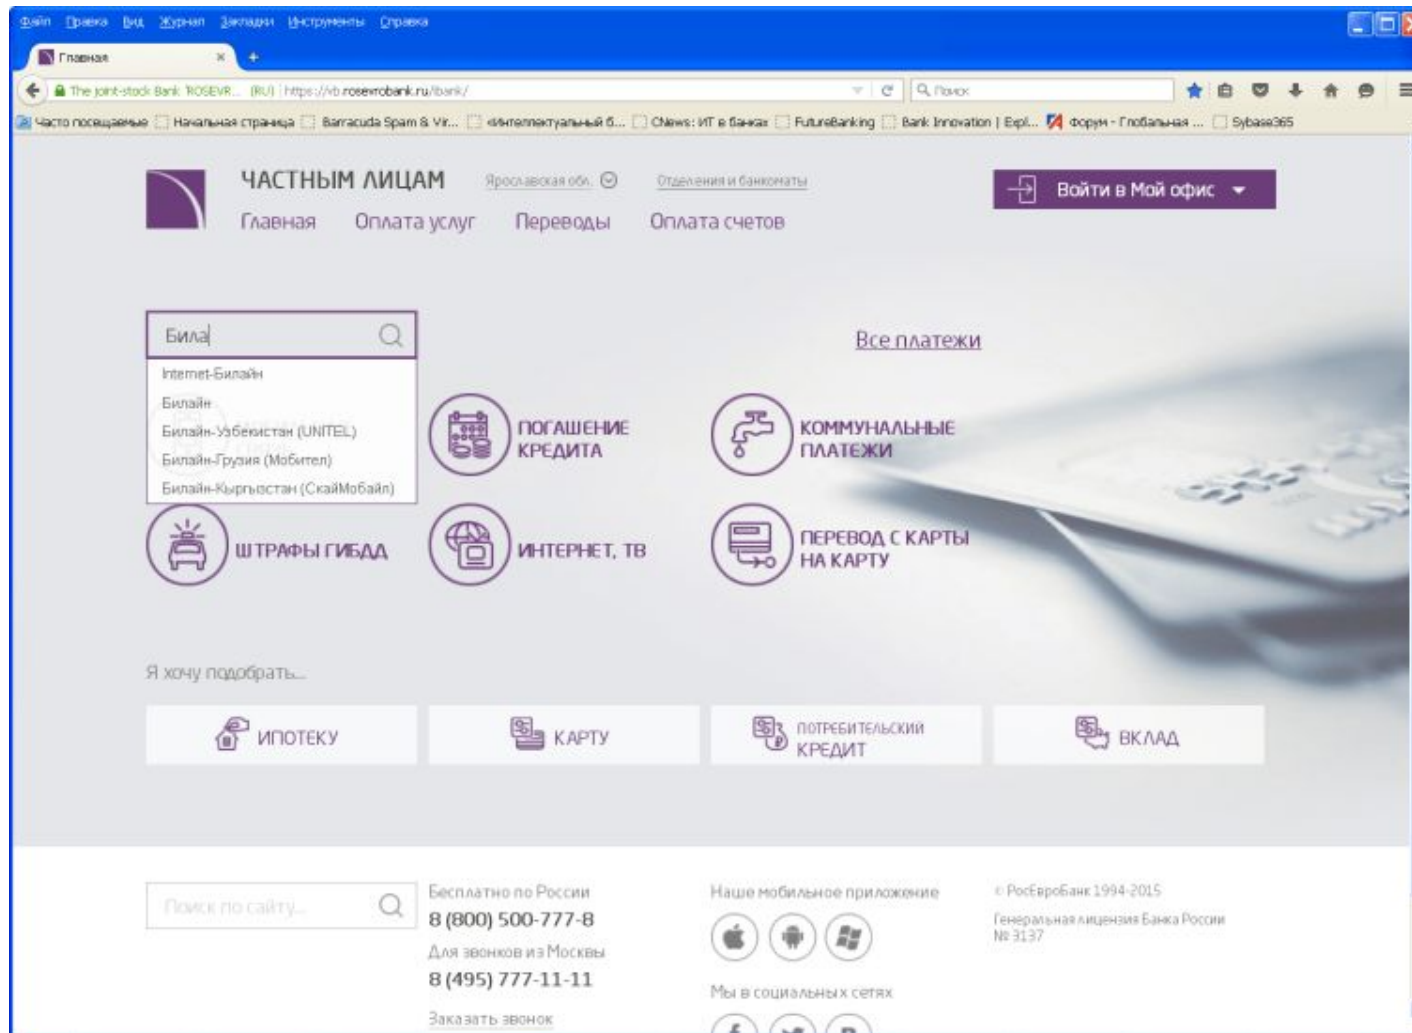 Файл Правка Вид Журнал Закладки Инструменты Справка
Главная
The joint-stock Bank 'ROSEVR... (RU) https://vb.rosevrobank.ru/ibank/ Поиск
Часто посещаемые Начальная страница Barracuda Spam & Vir... «Интеллектуальный б... CNews: ИТ в банках FutureBanking Bank Innovation | Expl... Форум - Глобальная ... Sybase365
ЧАСТНЫМ ЛИЦАМ Ярославская обл. Отделения и банкоматы Войти в Мой офис
Главная Оплата услуг Переводы Оплата счетов
Била Все платежи
Internet-Билайн
Билайн
Билайн-Узбекистан (UNITEL)
Билайн-Грузия (Мобител)
Билайн-Кыргызстан (СкайМобайл)
ПОГАШЕНИЕ
КРЕДИТА
КОММУНАЛЬНЫЕ
ПЛАТЕЖИ
ШТРАФЫ ГИБДД
ИНТЕРНЕТ, ТВ
ПЕРЕВОД С КАРТЫ
НА КАРТУ
Я хочу подобрать...
ИПОТЕКУ
КАРТУ
ПОТРЕБИТЕЛЬСКИЙ
КРЕДИТ
ВКЛАД
Поиск по сайту...
Бесплатно по России
8 (800) 500-777-8
Для звонков из Москвы
8 (495) 777-11-11
Заказать звонок
Наше мобильное приложение
Мы в социальных сетях
© РосЕвроБанк 1994-2015
Генеральная лицензия Банка России
№ 3137